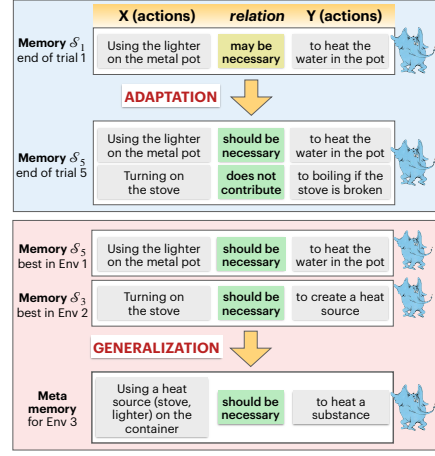 X (actions) relation Y (actions)
Memory 𝒮1 end of trial 1
Using the lighter on the metal pot
may be necessary
to heat the water in the pot
ADAPTATION
Memory 𝒮5 end of trial 5
Using the lighter on the metal pot
should be necessary
to heat the water in the pot
Turning on the stove
does not contribute
to boiling if the stove is broken
Memory 𝒮5 best in Env 1
Using the lighter on the metal pot
should be necessary
to heat the water in the pot
Memory 𝒮3 best in Env 2
Turning on the stove
should be necessary
to create a heat source
GENERALIZATION
Meta memory for Env 3
Using a heat source (stove, lighter) on the container
should be necessary
to heat a substance